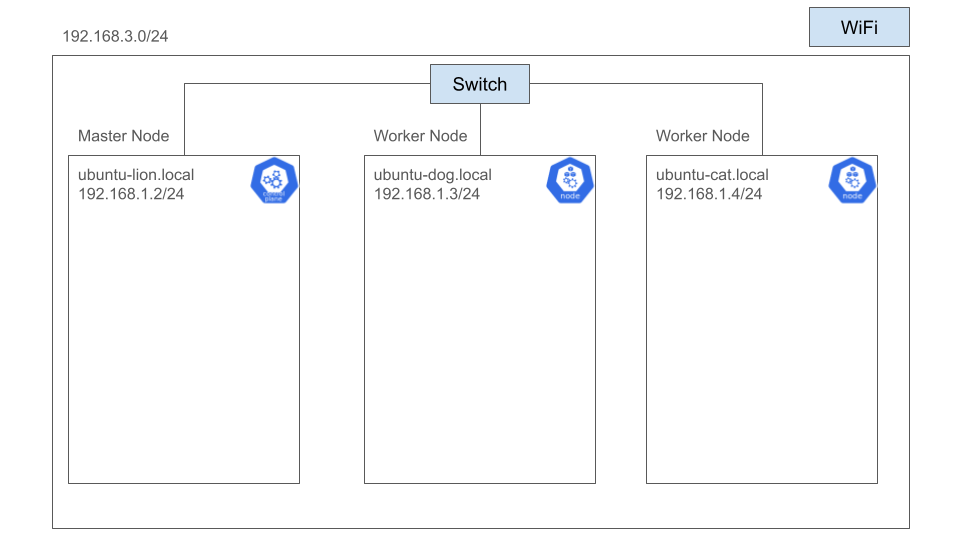 192.168.3.0/24
WiFi
Switch
Master Node
Worker Node
Worker Node
ubuntu-lion.local
192.168.1.2/24
control
plane
ubuntu-dog.local
192.168.1.3/24
node
ubuntu-cat.local
192.168.1.4/24
node